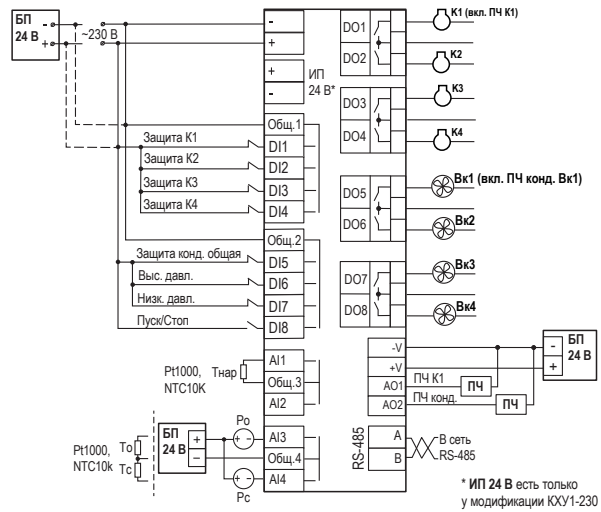 БП
24 В
-
+
~230 В
-
+
+
-
ИП
24 В*
Общ.1
Защита К1
DI1
Защита К2
DI2
Защита К3
DI3
Защита К4
DI4
Общ.2
Защита конд. общая
DI5
Выс. давл.
DI6
Низк. давл.
DI7
Пуск/Стоп
DI8
Pt1000,
NTC10K
Тнар
AI1
Общ.3
AI2
Pt1000,
NTC10k
То
Тс
БП
24 В
+
−
Ро
+ -
AI3
Общ.4
+ -
AI4
Рс
DO1
К1 (вкл. ПЧ К1)
DO2
К2
DO3
К3
DO4
К4
DO5
Вк1 (вкл. ПЧ конд. Вк1)
DO6
Вк2
DO7
Вк3
DO8
Вк4
-V
+V
AO1
ПЧ К1
ПЧ
AO2
ПЧ конд.
ПЧ
-
+
БП
24 В
RS-485
A
B
В сеть
RS-485
* ИП 24 В есть только
у модификации КХУ1-230